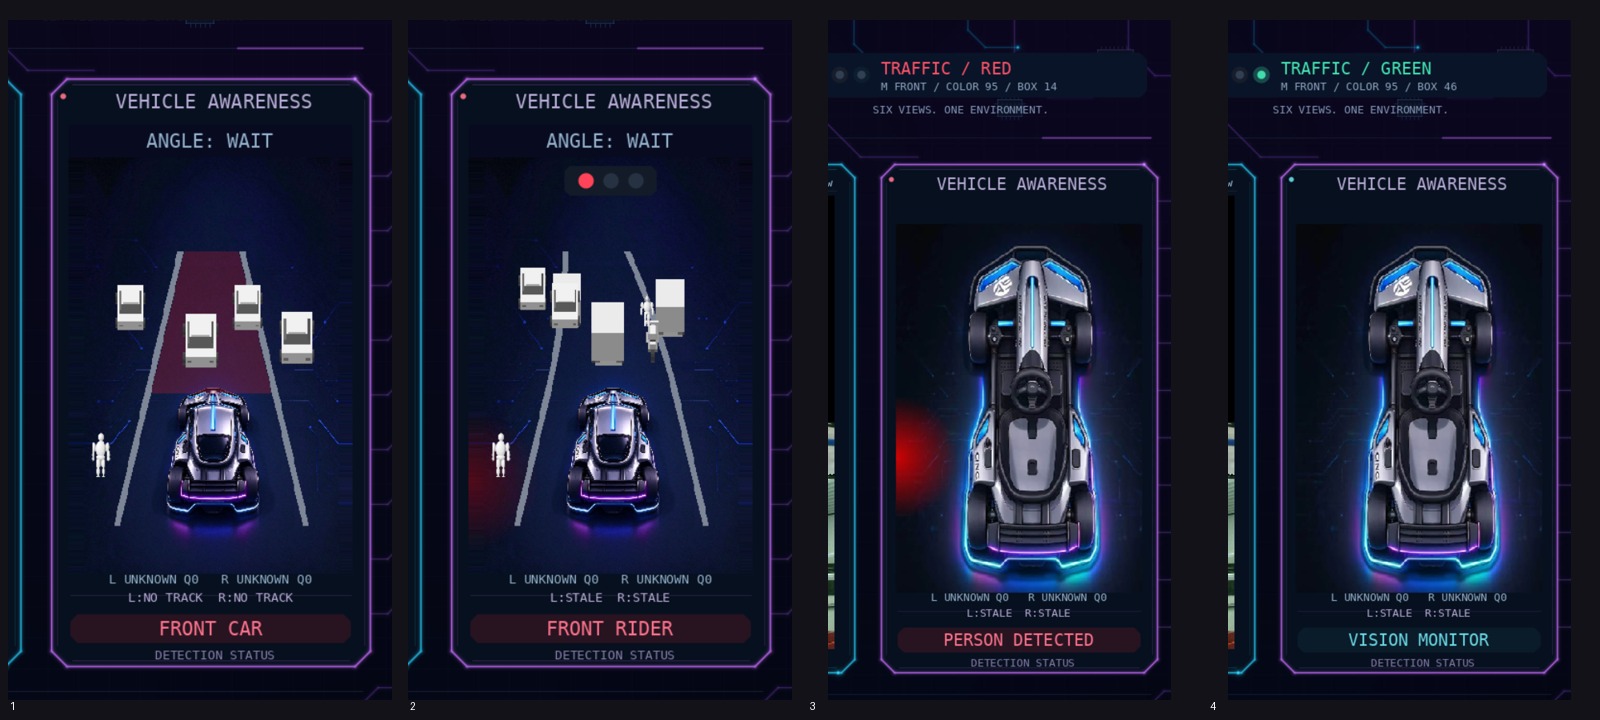 VEHICLE AWARENESS
ANGLE: WAIT
L UNKNOWN Q0 R UNKNOWN Q0
L:NO TRACK R:NO TRACK
FRONT CAR
DETECTION STATUS
1
VEHICLE AWARENESS
ANGLE: WAIT
L UNKNOWN Q0 R UNKNOWN Q0
L:STALE R:STALE
FRONT RIDER
DETECTION STATUS
2
TRAFFIC / RED
M FRONT / COLOR 95 / BOX 14
SIX VIEWS. ONE ENVIRONMENT.
VEHICLE AWARENESS
L UNKNOWN Q0 R UNKNOWN Q0
L:STALE R:STALE
PERSON DETECTED
DETECTION STATUS
3
TRAFFIC / GREEN
M FRONT / COLOR 95 / BOX 46
SIX VIEWS. ONE ENVIRONMENT.
VEHICLE AWARENESS
L UNKNOWN Q0 R UNKNOWN Q0
L:STALE R:STALE
VISION MONITOR
DETECTION STATUS
4